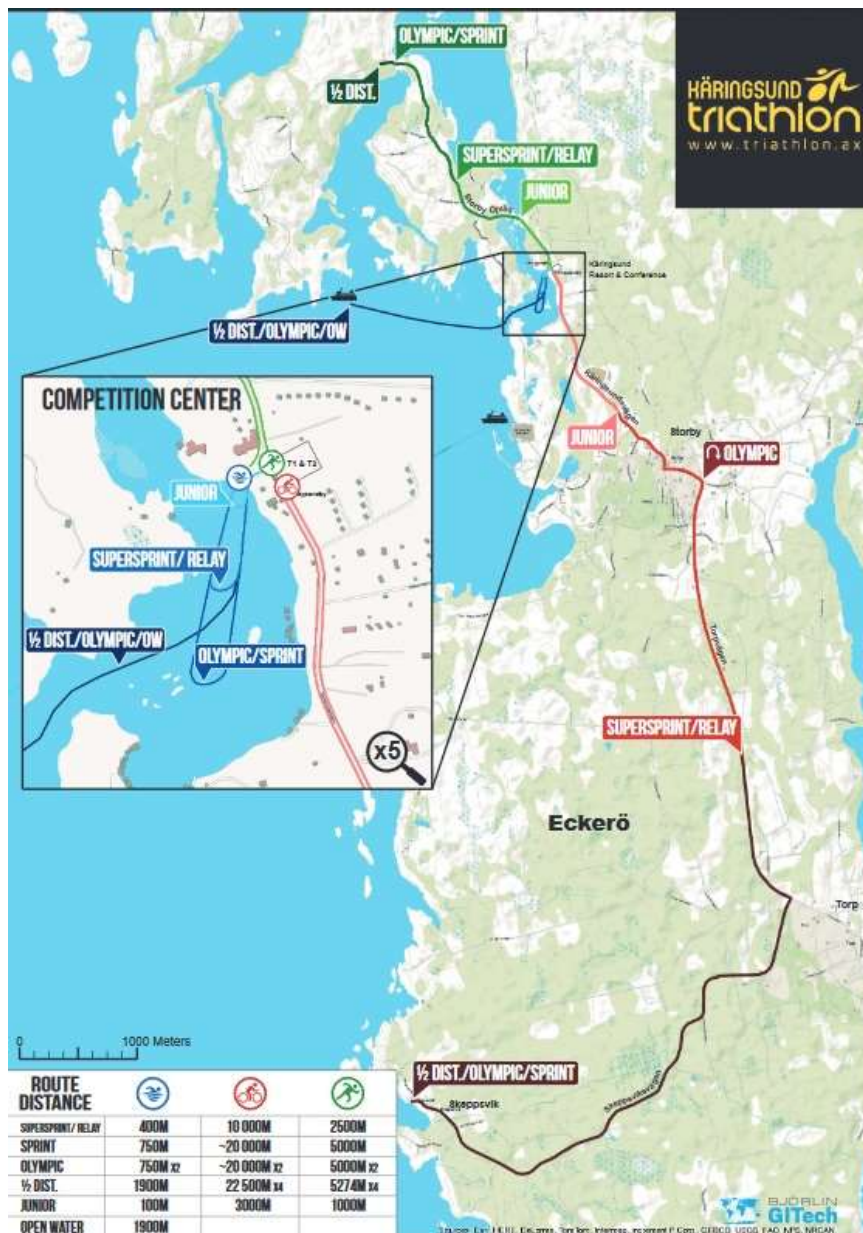 OLYMPIC/SPRINT
½ DIST.
KÄRINGSUND
triathlon
www.triathlon.ax
SUPERSPRINT/RELAY
JUNIOR
Käringsund
Resort & Conference
½ DIST./OLYMPIC/OW
COMPETITION CENTER
T1 & T2
JUNIOR
SUPERSPRINT/ RELAY
½ DIST./OLYMPIC/OW
OLYMPIC/SPRINT
x5
Käringsundsvägen
JUNIOR
Storby
OLYMPIC
Torpvägen
SUPERSPRINT/RELAY
Eckerö
Torp
0 1000 Meters
½ DIST./OLYMPIC/SPRINT
Skeppsvik
Skeppsviksvägen
ROUTE
DISTANCE
SUPERSPRINT/ RELAY 400M 10 000M 2500M
SPRINT 750M ~20 000M 5000M
OLYMPIC 750M X2 ~20 000M X2 5000M X2
½ DIST. 1900M 22 500M X4 5274M X4
JUNIOR 100M 3000M 1000M
OPEN WATER 1900M
BJÖRLIN
GITech